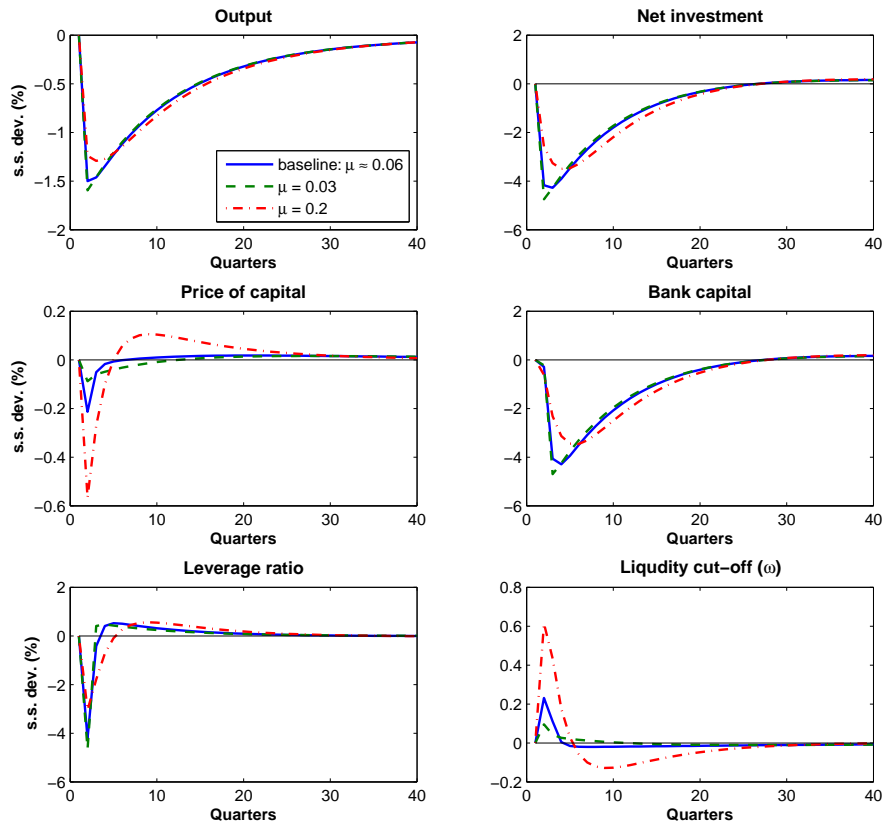 Output
0
−0.5
−1
−1.5
−2
s.s. dev. (%)
baseline: μ ≈ 0.06
μ = 0.03
μ = 0.2
0 10 20 30 40
Quarters
Net investment
2
0
−2
−4
−6
0 10 20 30 40
Quarters
Price of capital
0.2
0
−0.2
−0.4
−0.6
s.s. dev. (%)
0 10 20 30 40
Quarters
Bank capital
2
0
−2
−4
−6
0 10 20 30 40
Quarters
Leverage ratio
2
0
−2
−4
−6
s.s. dev. (%)
0 10 20 30 40
Quarters
Liqudity cut−off (ω)
0.8
0.6
0.4
0.2
0
−0.2
0 10 20 30 40
Quarters